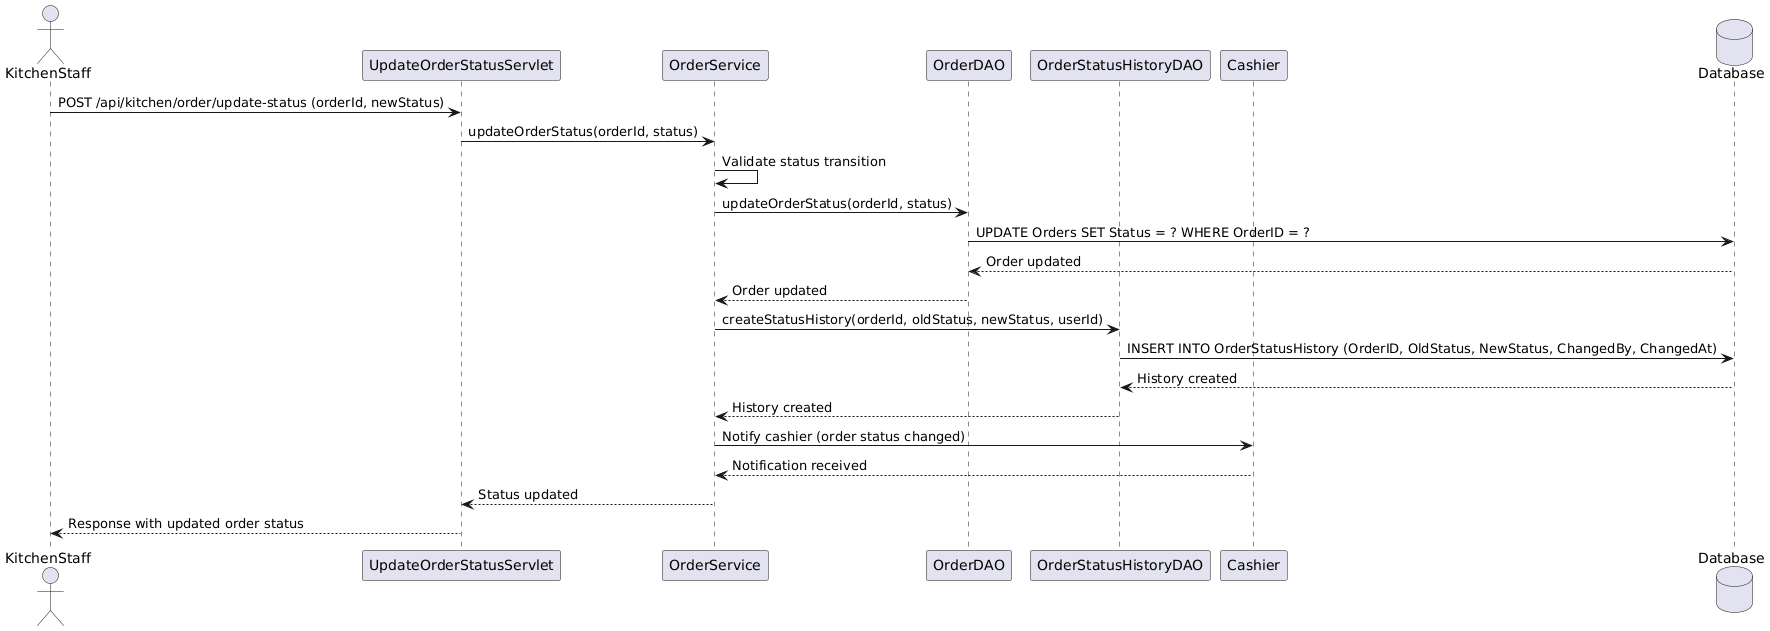 KitchenStaff
UpdateOrderStatusServlet
OrderService
OrderDAO
OrderStatusHistoryDAO
Cashier
Database
POST /api/kitchen/order/update-status (orderId, newStatus)
updateOrderStatus(orderId, status)
Validate status transition
updateOrderStatus(orderId, status)
UPDATE Orders SET Status = ? WHERE OrderID = ?
Order updated
Order updated
createStatusHistory(orderId, oldStatus, newStatus, userId)
INSERT INTO OrderStatusHistory (OrderID, OldStatus, NewStatus, ChangedBy, ChangedAt)
History created
History created
Notify cashier (order status changed)
Notification received
Status updated
Response with updated order status
KitchenStaff
UpdateOrderStatusServlet
OrderService
OrderDAO
OrderStatusHistoryDAO
Cashier
Database